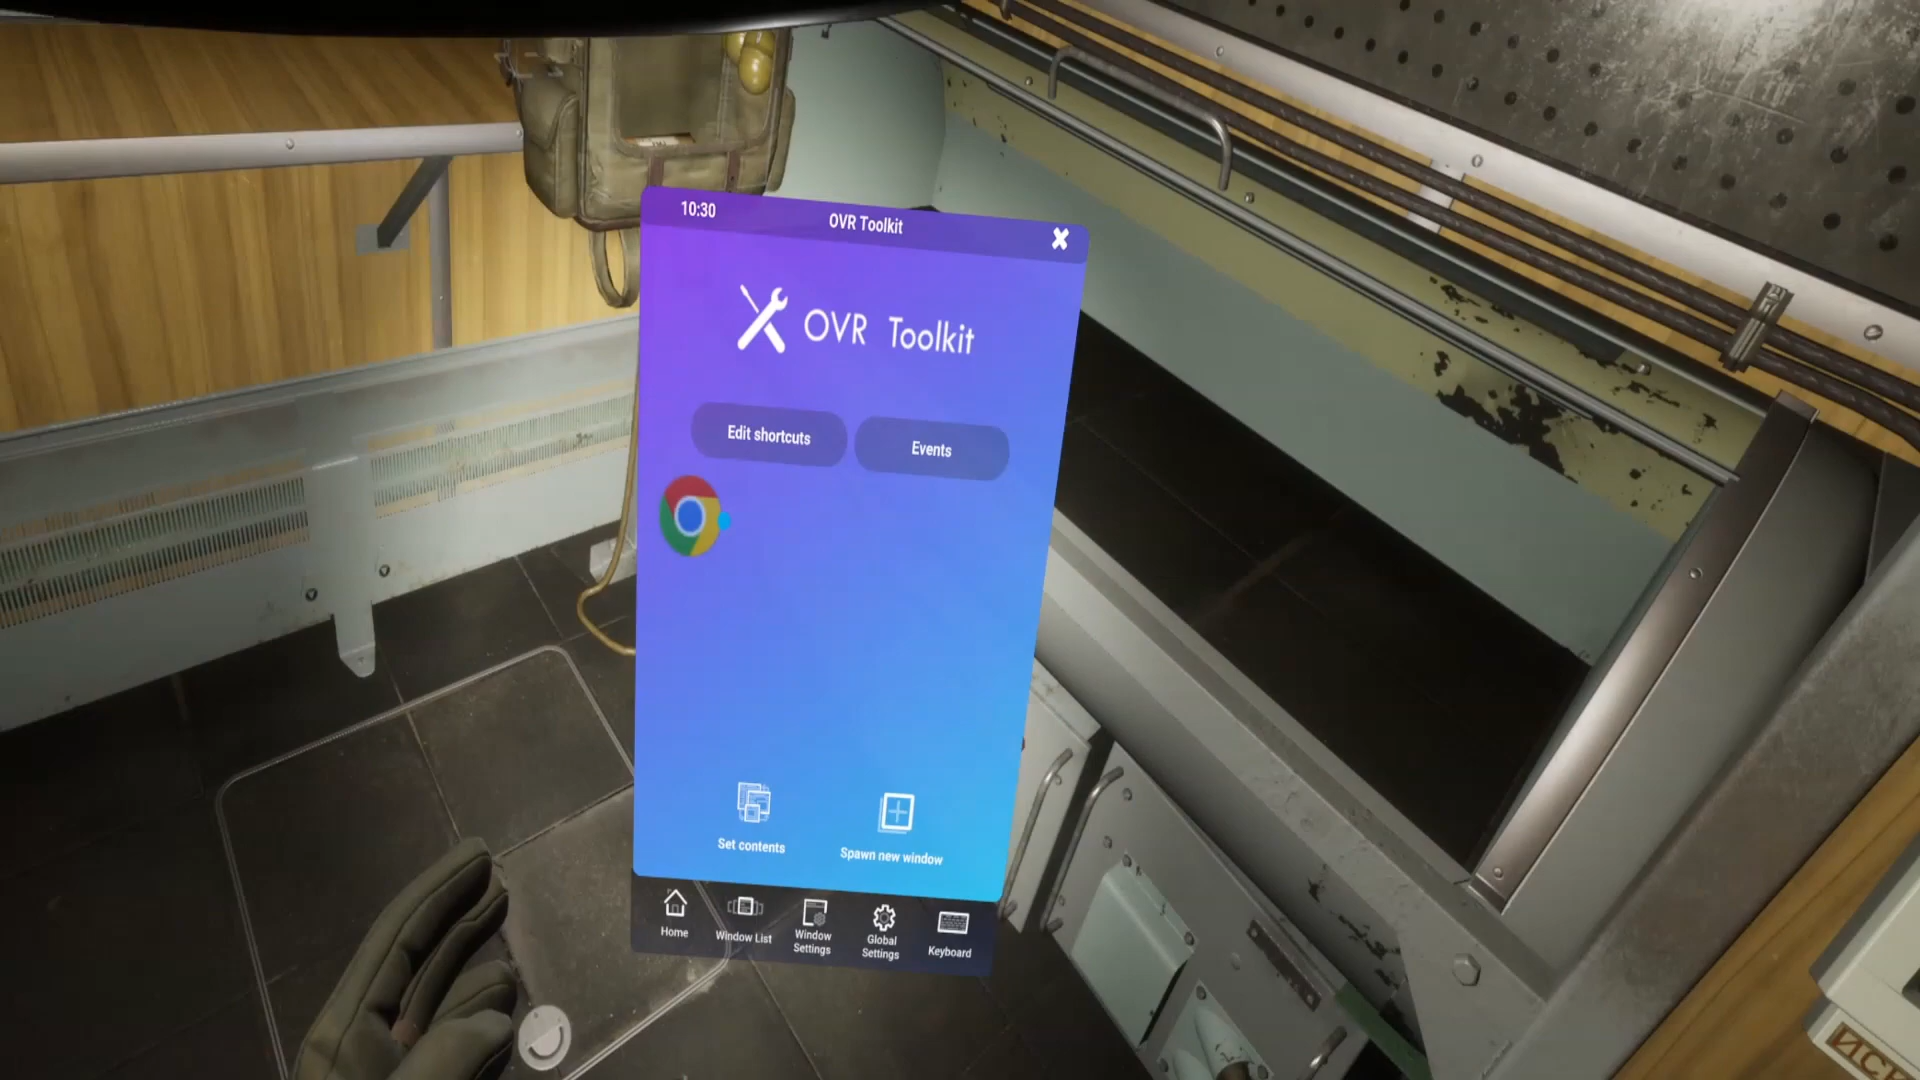 10:30
OVR Toolkit
OVR Toolkit
Edit shortcuts
Events
Set contents
Spawn new window
Home
Window List
Window
Settings
Global
Settings
Keyboard
ИСК